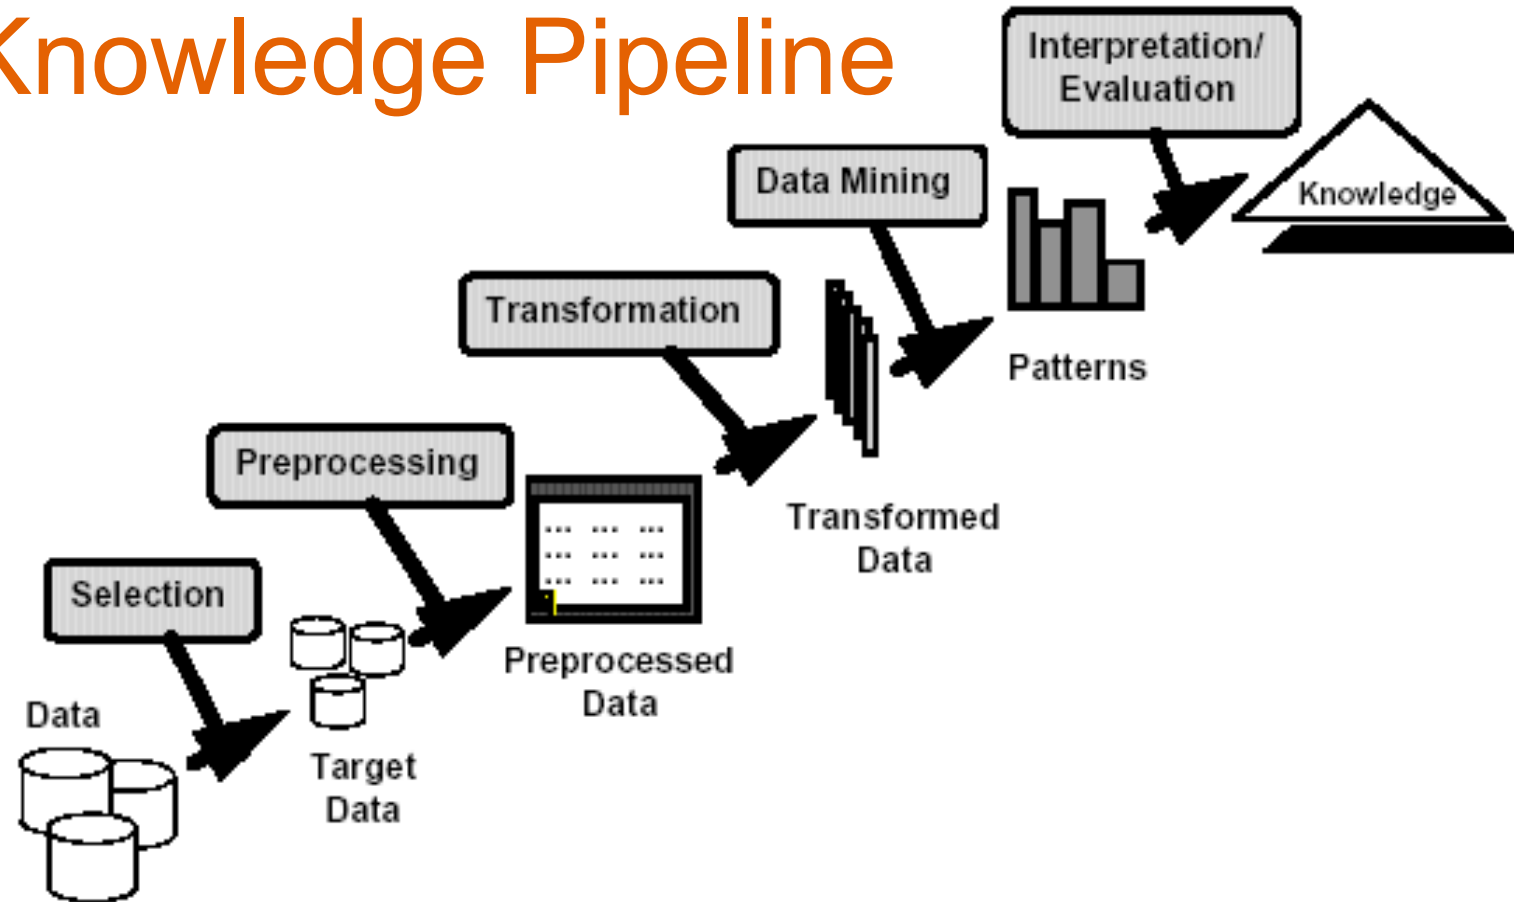 Knowledge Pipeline
Interpretation/
Evaluation
Knowledge
Data Mining
Patterns
Transformation
Transformed
Data
Preprocessing
Preprocessed
Data
Selection
Target
Data
Data
... ... ...
... ... ...
... ... ...